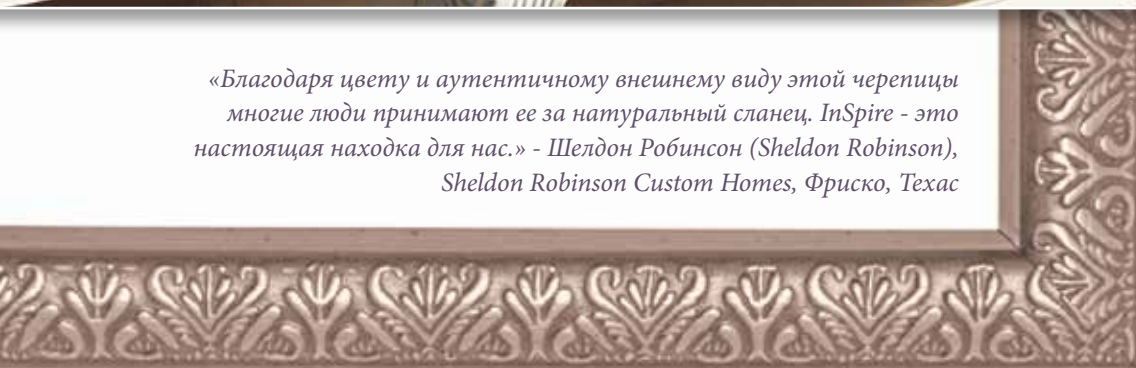 «Благодаря цвету и аутентичному внешнему виду этой черепицы
многие люди принимают ее за натуральный сланец. InSpire - это
настоящая находка для нас.» - Шелдон Робинсон (Sheldon Robinson),
Sheldon Robinson Custom Homes, Фриско, Техас